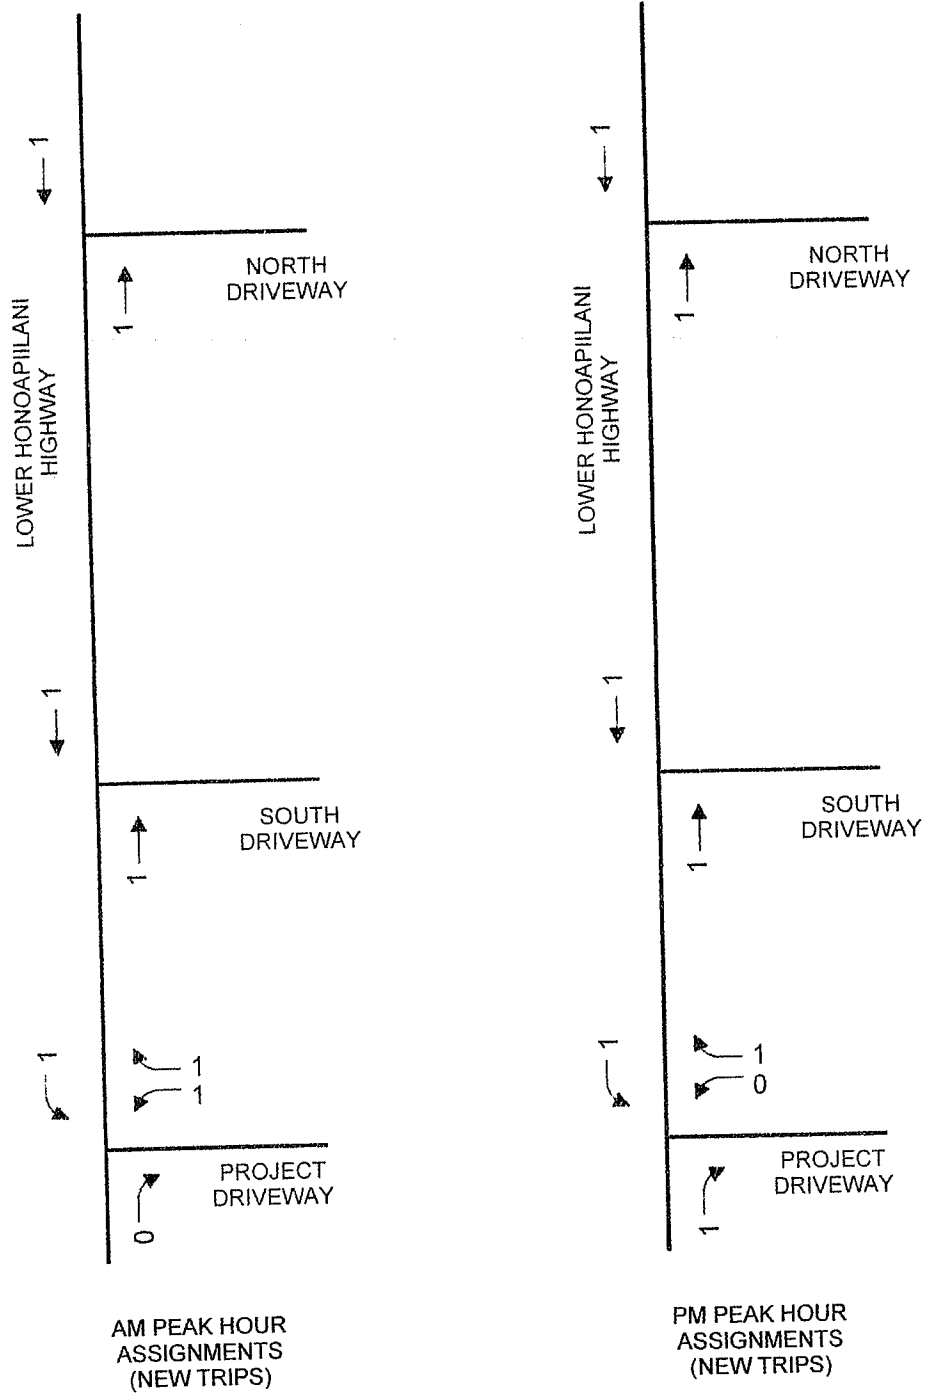 1
1
NORTH
DRIVEWAY
1
LOWER HONOAPIILANI
HIGHWAY
1
SOUTH
DRIVEWAY
1
1
1
1
PROJECT
DRIVEWAY
0
AM PEAK HOUR
ASSIGNMENTS
(NEW TRIPS)
NORTH
DRIVEWAY
1
LOWER HONOAPIILANI
HIGHWAY
1
SOUTH
DRIVEWAY
1
1
1
0
PROJECT
DRIVEWAY
1
PM PEAK HOUR
ASSIGNMENTS
(NEW TRIPS)